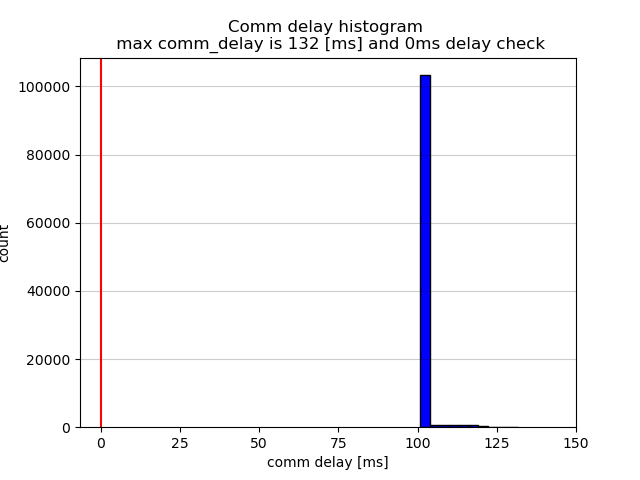 Comm delay histogram
max comm_delay is 132 [ms] and 0ms delay check
100000
80000
60000
40000
20000
0
count
0 25 50 75 100 125 150
comm delay [ms]